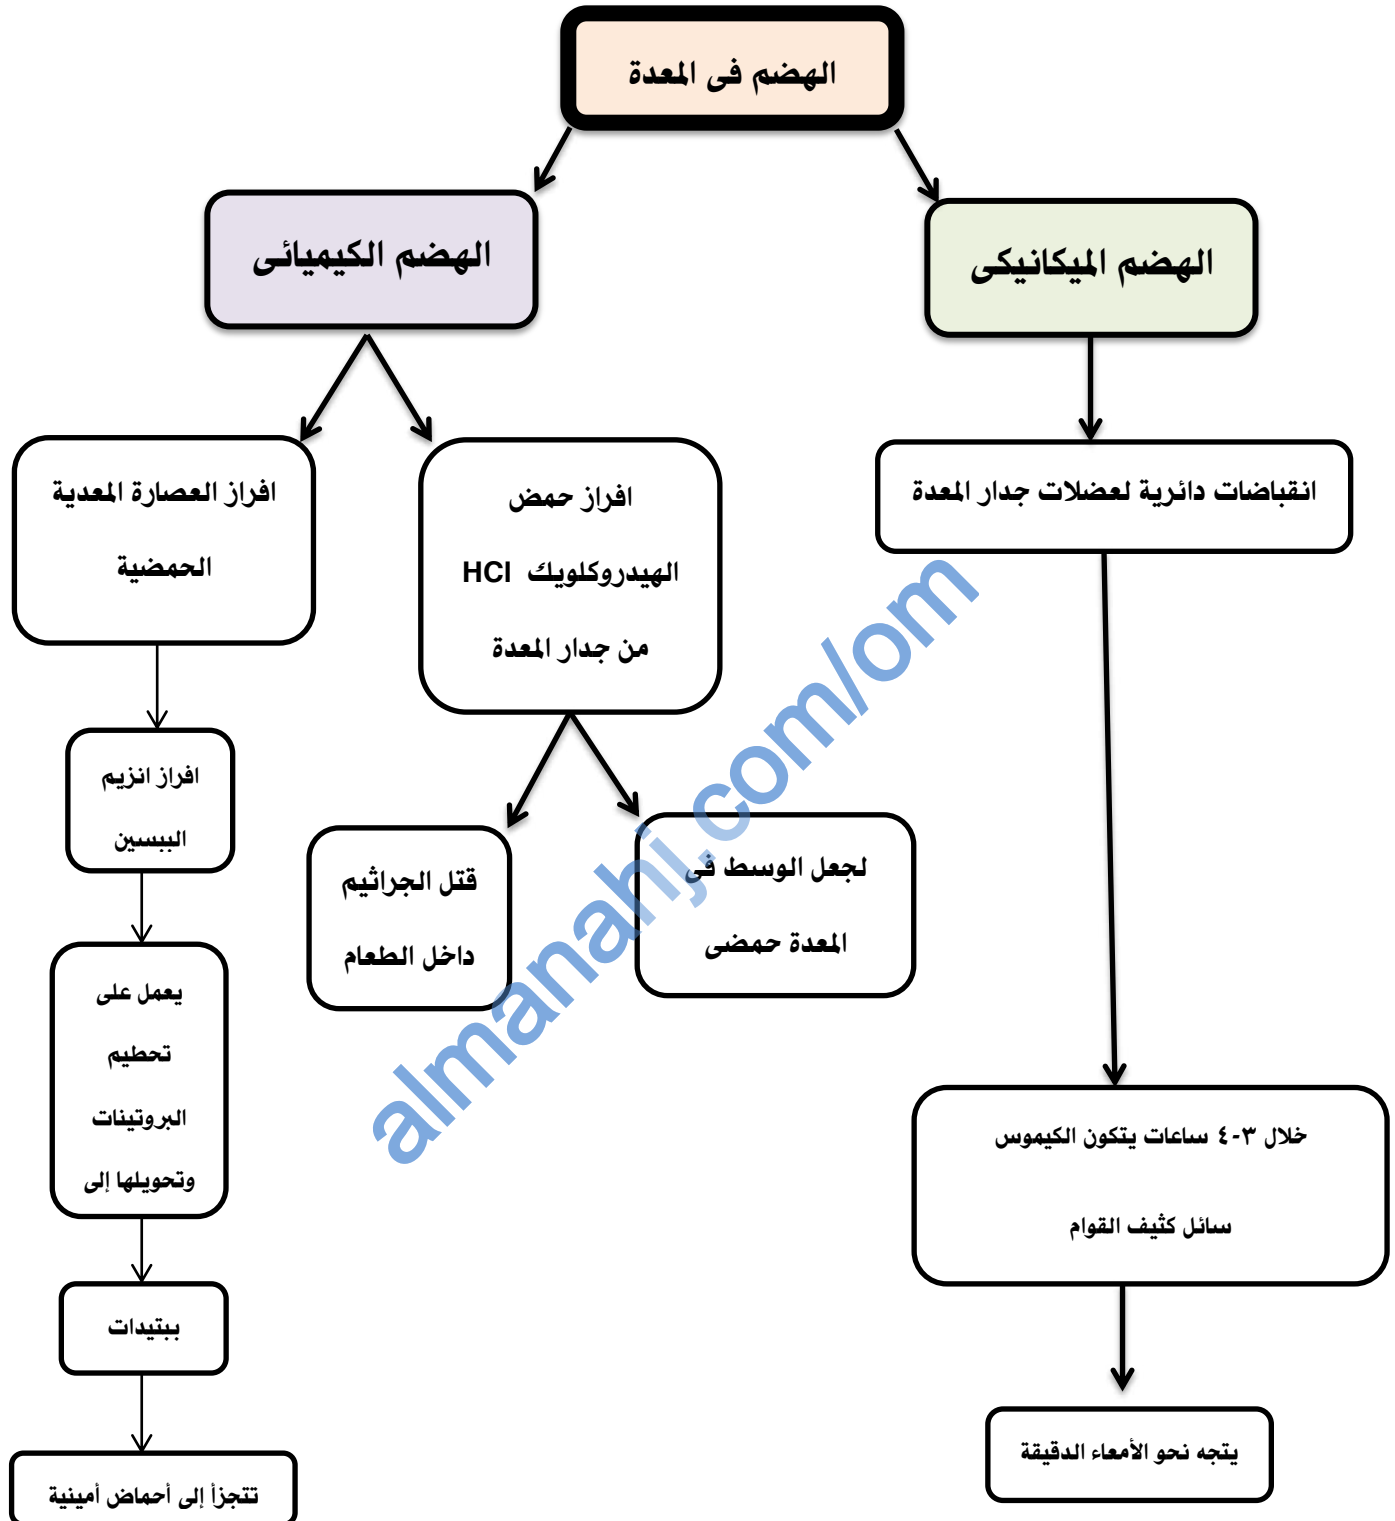 الهضم فى المعدة
الهضم الميكانيكى
الهضم الكيميائى
انقباضات دائرية لعضلات جدار المعدة
افراز حمض
الهيدروكلويك HCl
من جدار المعدة
افراز العصارة المعدية
الحمضية
افراز انزيم
الببسين
لجعل الوسط فى
المعدة حمضى
قتل الجراثيم
داخل الطعام
يعمل على
تحطيم
البروتينات
وتحويلها إلى
خلال ٣-٤ ساعات يتكون الكيموس
سائل كثيف القوام
ببتيدات
يتجه نحو الأمعاء الدقيقة
تتجزأ إلى أحماض أمينية
almanahj.com/om